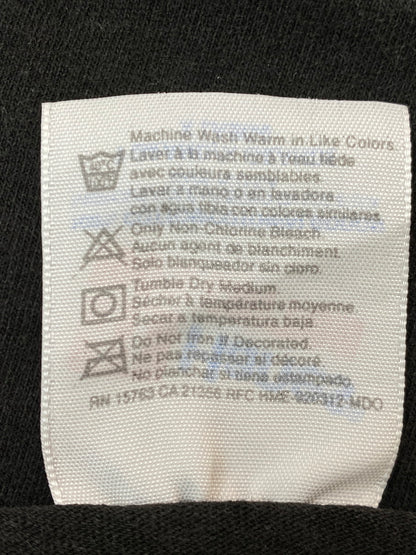 Machine Wash Warm in Like Colors.
Laver à la machine à l'eau tiède
avec couleurs semblables.
Lavar a mano o en lavadora
con agua tibia con colores similares.
Only Non-Chlorine Bleach.
Aucun agent de blanchiment.
Solo blanqueador sin cloro.
Tumble Dry Medium.
Sécher à température moyenne.
Secar a temperatura baja.
Do Not Iron if Decorated.
Ne pas repasser si décoré.
No planchar si tiene estampado.
RN 15763 CA 21356 RFC HME-920312-MDO